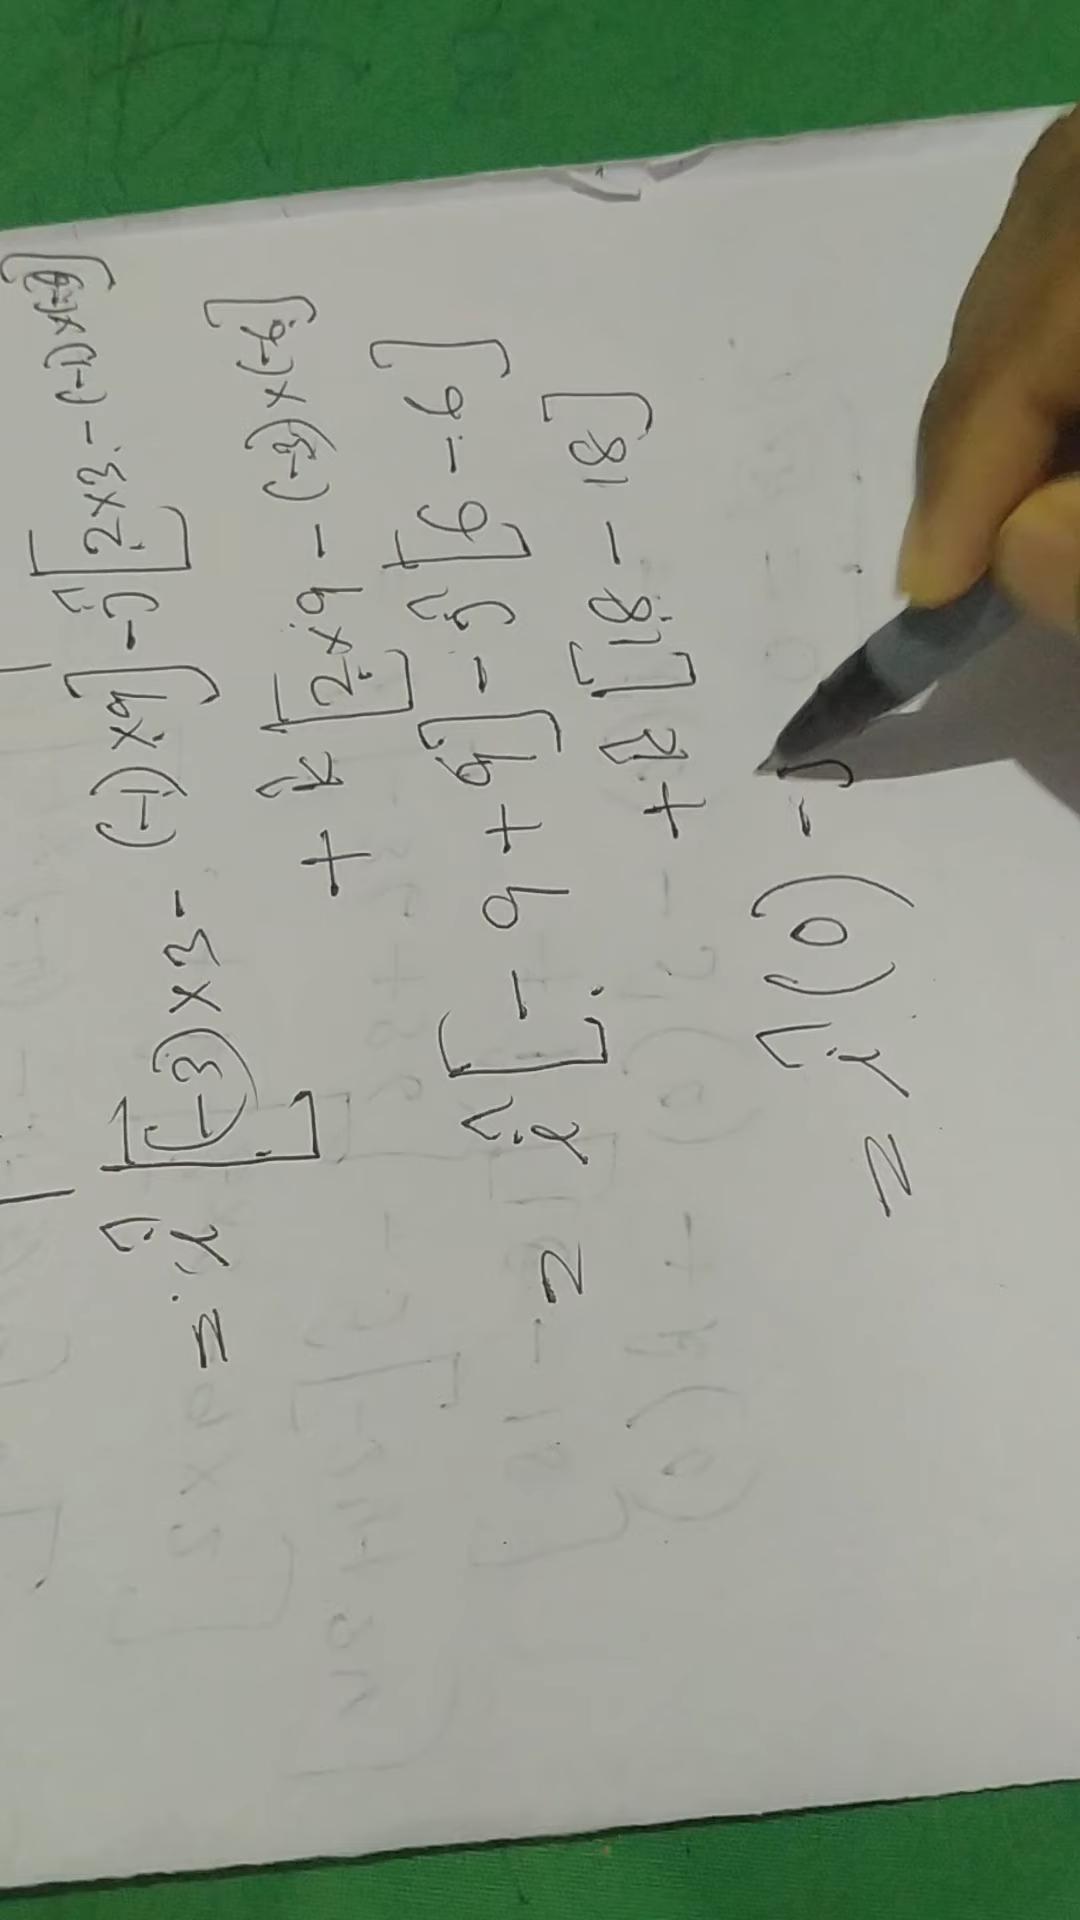 = î [(-3)×3 - (-1)×9] - ĵ [2×3 - (-1)×(-6)]
+ k̂ [2×9 - (-3)×(-6)]
= î [-9 + 9] - ĵ [6 - 6]
+ k̂ [18 - 18]
= î (0) -